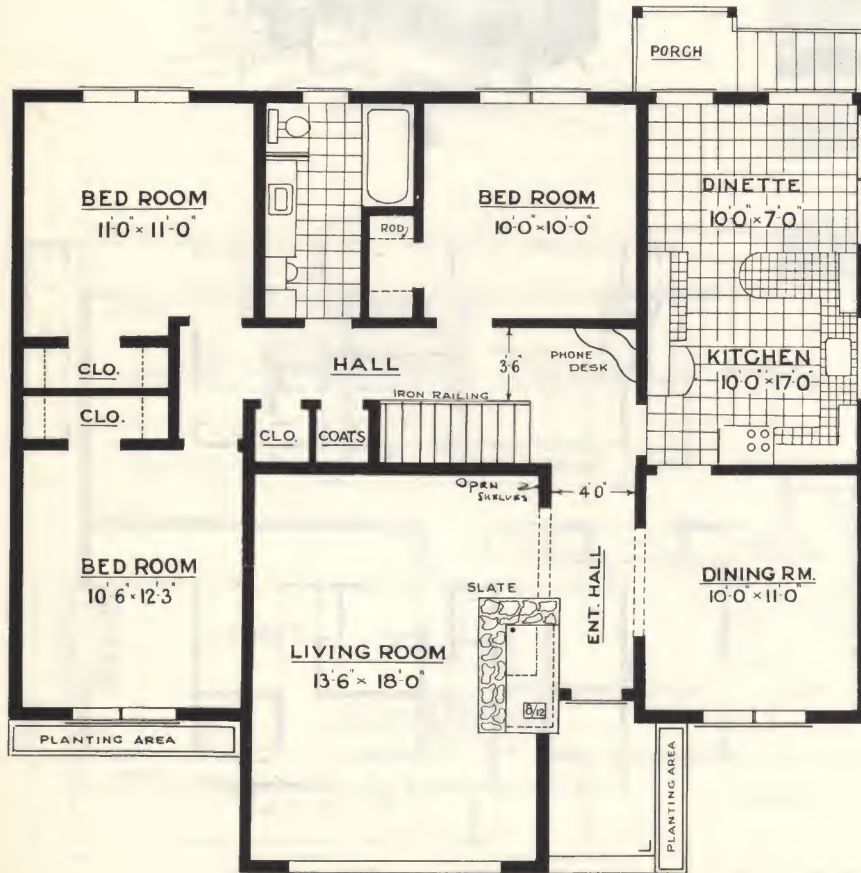 PORCH
BED ROOM
11'-0" × 11'-0"
BED ROOM
10'-0" × 10'-0"
ROD
DINETTE
10'-0" × 7'-0"
CLO.
CLO.
HALL
3'-6"
PHONE
DESK
KITCHEN
10'-0" × 17'-0"
IRON RAILING
CLO.
COATS
OPEN
SHELVES
4'-0"
BED ROOM
10'-6" × 12'-3"
SLATE
ENT. HALL
DINING RM.
10'-0" × 11'-0"
LIVING ROOM
13'-6" × 18'-0"
8/12
PLANTING AREA
PLANTING AREA